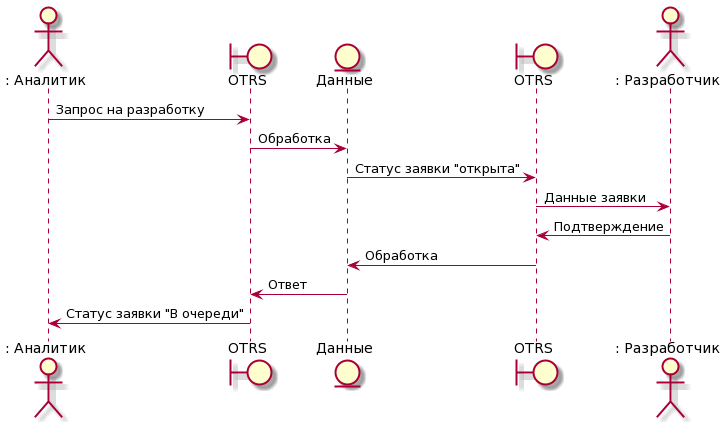 : Аналитик
OTRS
Данные
OTRS
: Разработчик
Запрос на разработку
Обработка
Статус заявки "открыта"
Данные заявки
Подтверждение
Обработка
Ответ
Статус заявки "В очереди"
: Аналитик
OTRS
Данные
OTRS
: Разработчик